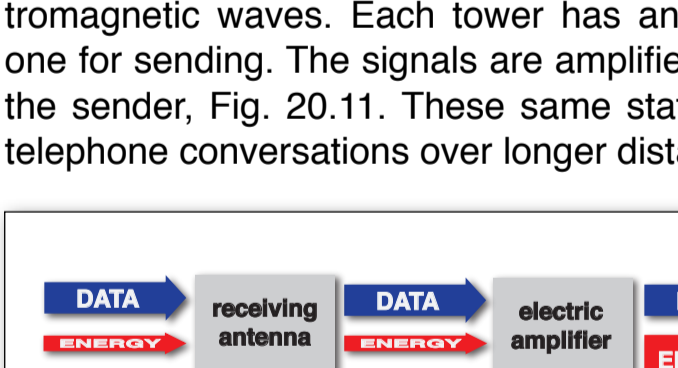 tromagnetic waves. Each tower has an
one for sending. The signals are amplifie
the sender, Fig. 20.11. These same stat
telephone conversations over longer dista
DATA receiving DATA electric
ENERGY antenna ENERGY amplifier